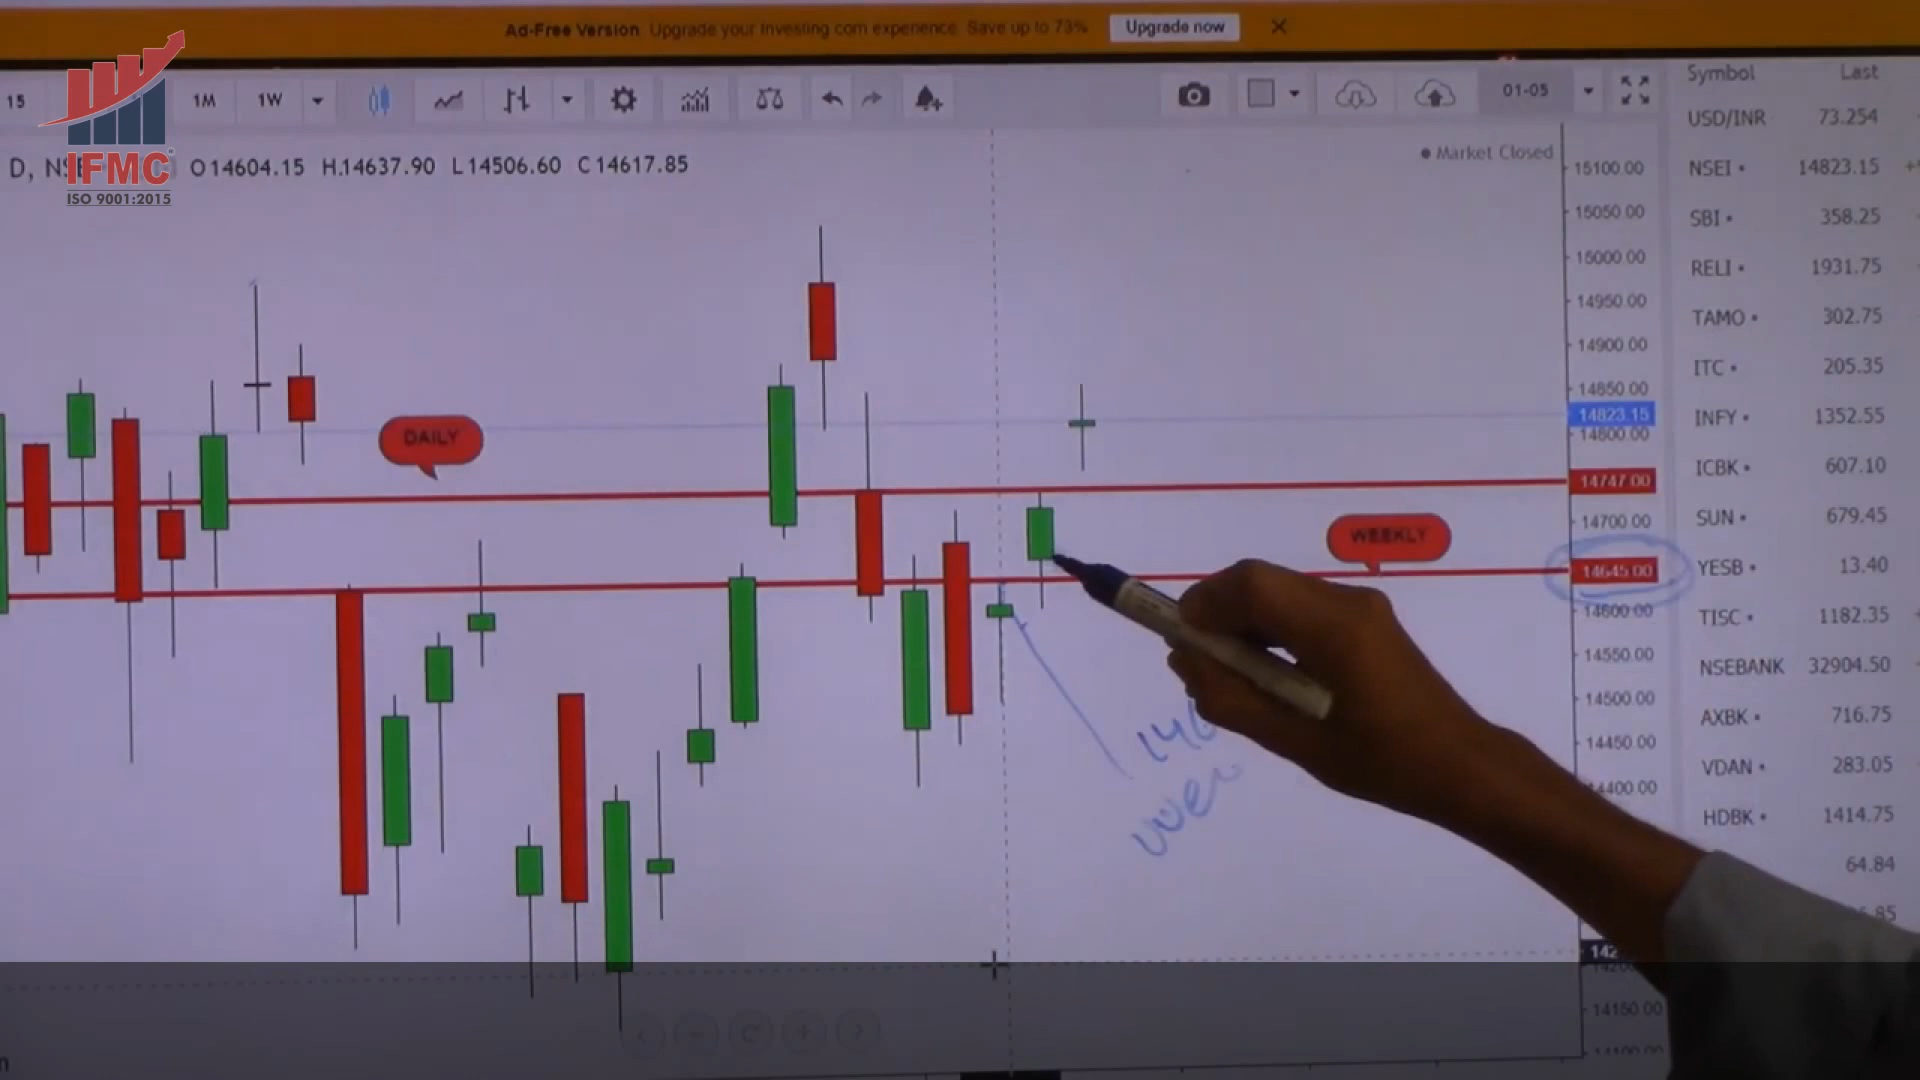 Ad-Free Version Upgrade your Investing com experience. Save up to 73% Upgrade now
15 1M 1W 01-05
IFMC
ISO 9001:2015
O14604.15 H.14637.90 L14506.60 C14617.85
Market Closed
DAILY
WEEKLY
15100.00
15050.00
15000.00
14950.00
14900.00
14850.00
14823.15
14800.00
14747.00
14700.00
14645.00
14600.00
14550.00
14500.00
14450.00
14400.00
14150.00
Symbol Last
USD/INR 73.254
NSEI 14823.15
SBI 358.25
RELI 1931.75
TAMO 302.75
ITC 205.35
INFY 1352.55
ICBK 607.10
SUN 679.45
YESB 13.40
TISC 1182.35
NSEBANK 32904.50
AXBK 716.75
VDAN 283.05
HDBK 1414.75
64.84